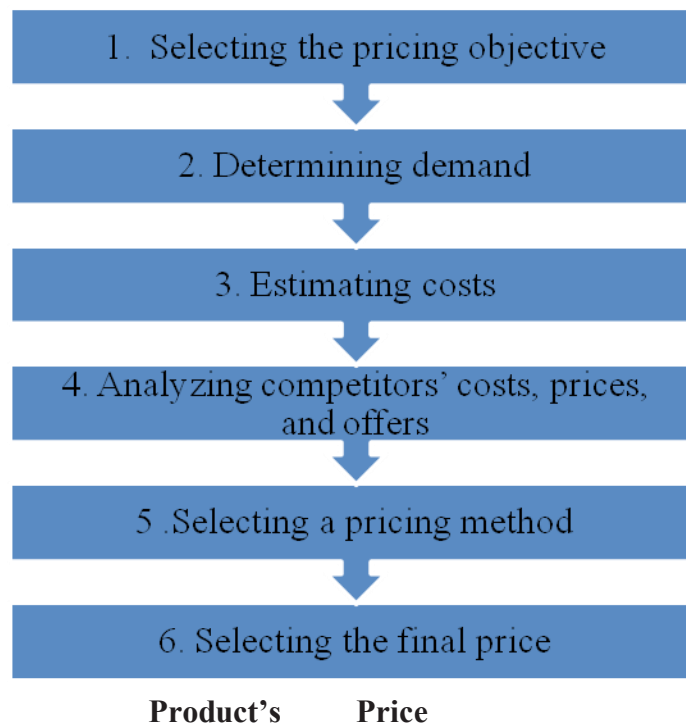 1. Selecting the pricing objective
2. Determining demand
3. Estimating costs
4. Analyzing competitors’ costs, prices,
and offers
5 .Selecting a pricing method
6. Selecting the final price
Product’s Price